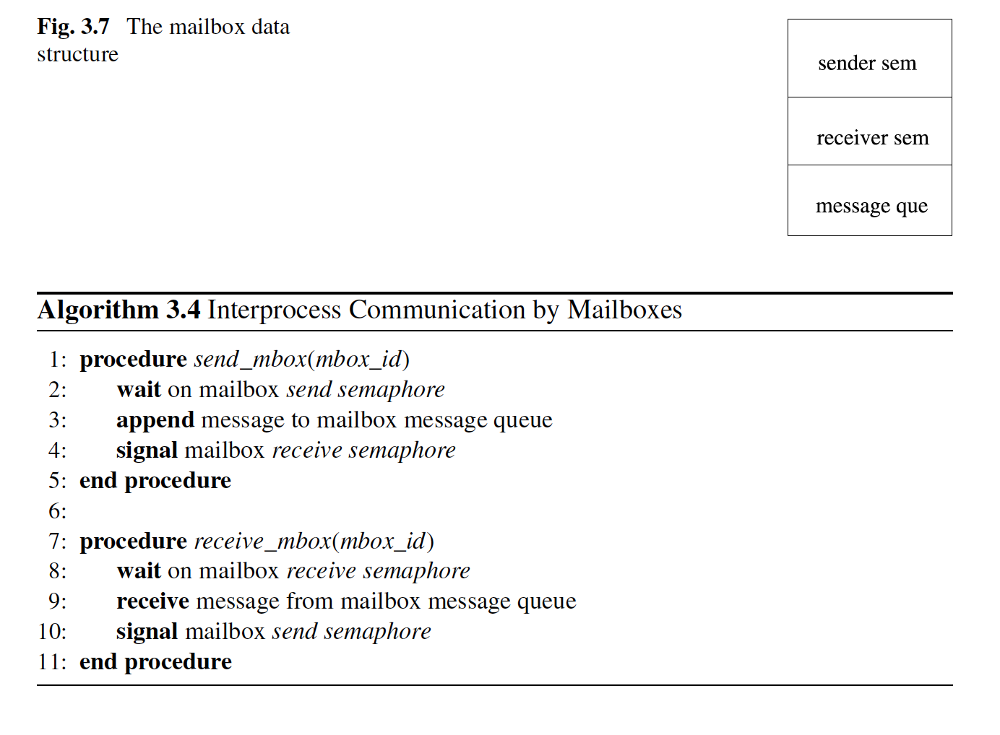 Fig. 3.7 The mailbox data
structure
sender sem
receiver sem
message que
Algorithm 3.4 Interprocess Communication by Mailboxes
1: procedure send_mbox(mbox_id)
2: wait on mailbox send semaphore
3: append message to mailbox message queue
4: signal mailbox receive semaphore
5: end procedure
6:
7: procedure receive_mbox(mbox_id)
8: wait on mailbox receive semaphore
9: receive message from mailbox message queue
10: signal mailbox send semaphore
11: end procedure